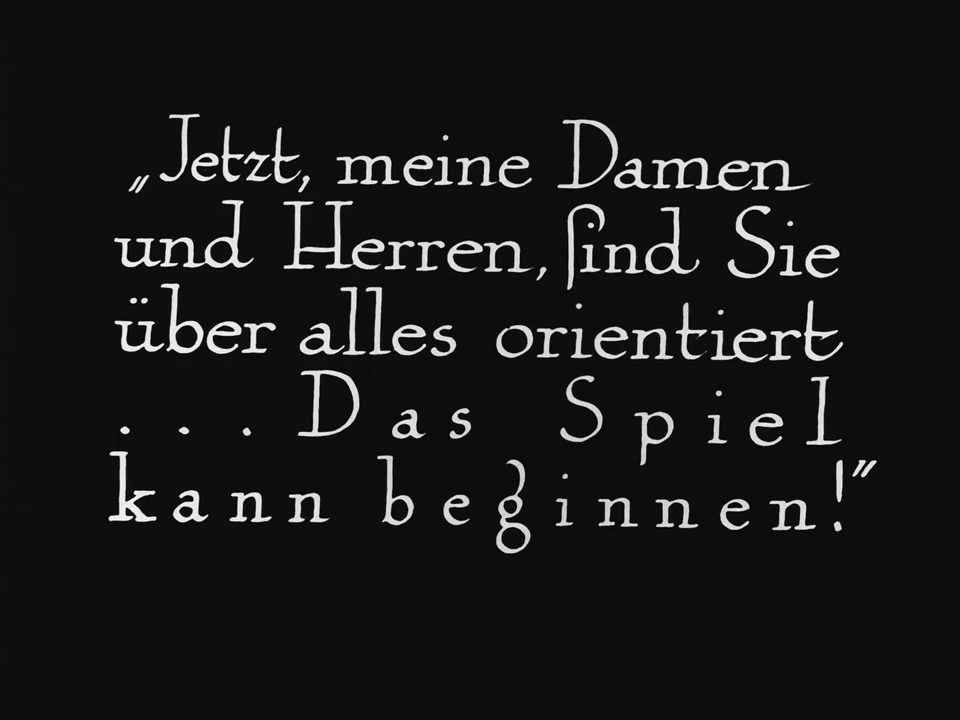 „Jetzt, meine Damen
und Herren, ſind Sie
über alles orientiert
. . . Das Spiel
kann beginnen!”